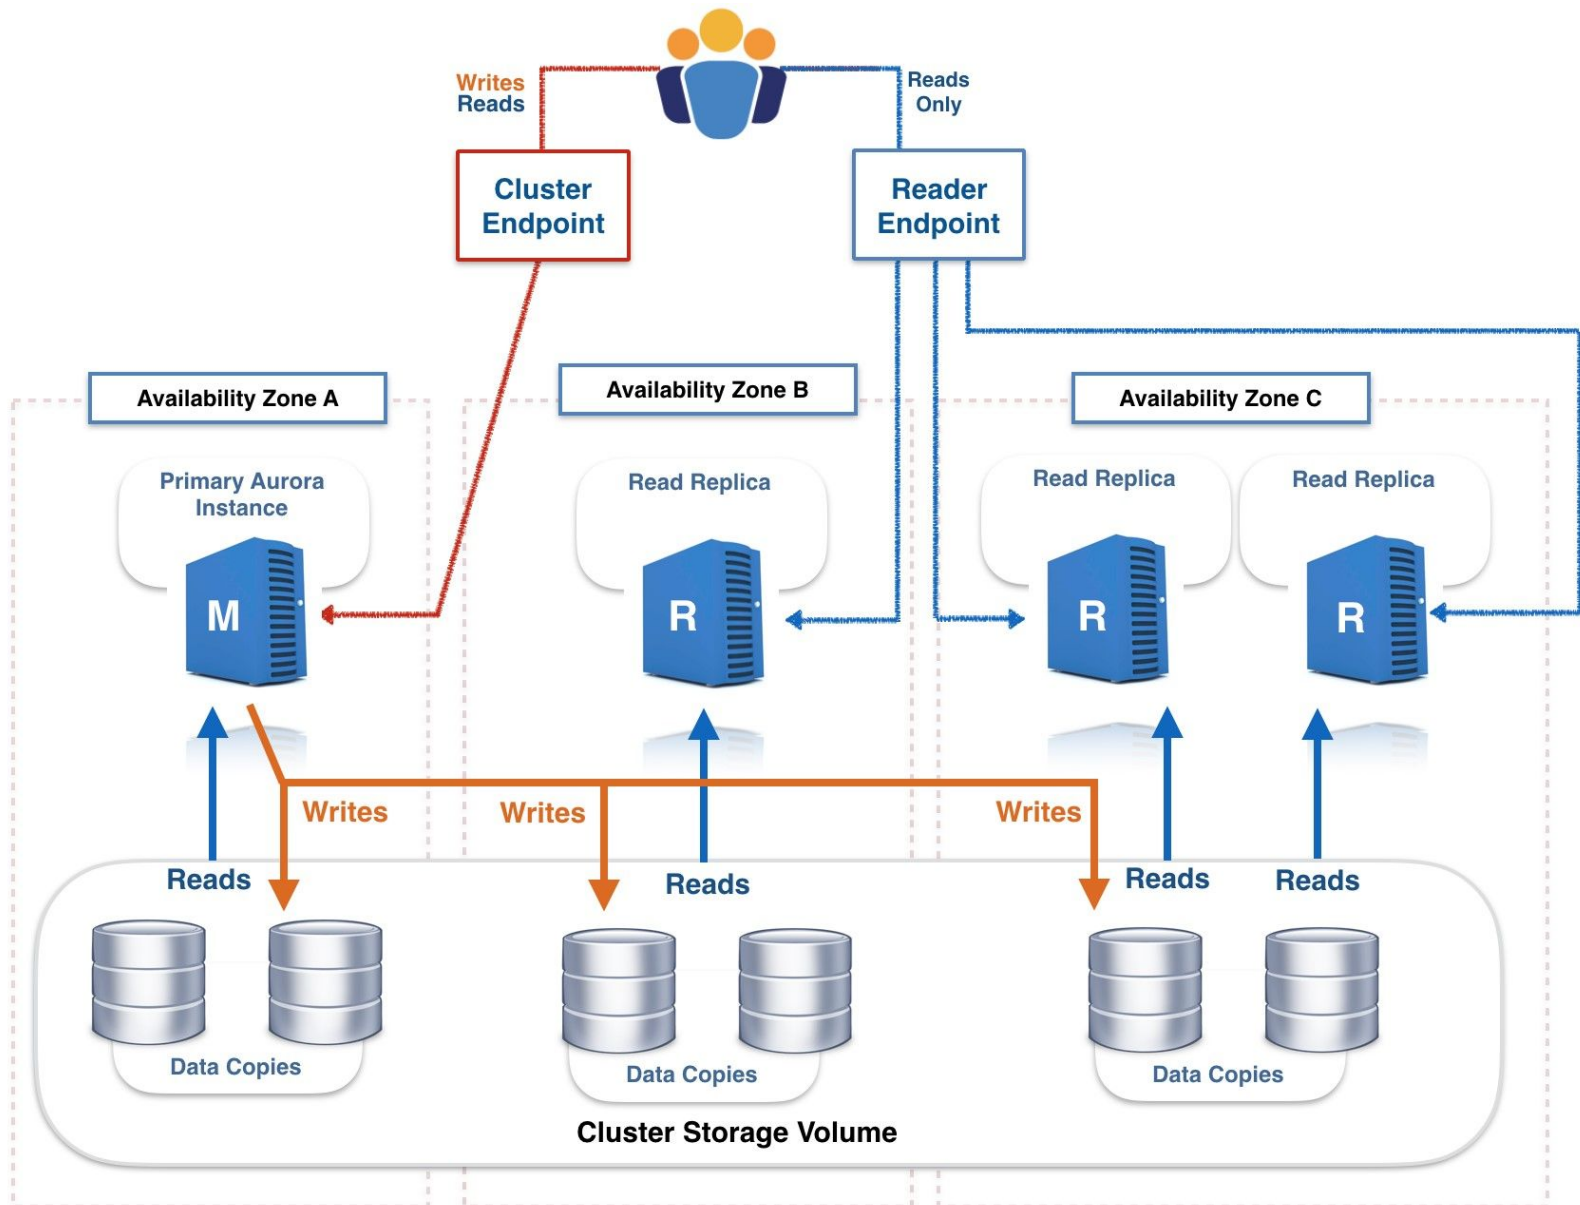 Writes
Reads
Reads
Only
Cluster
Endpoint
Reader
Endpoint
Availability Zone A
Availability Zone B
Availability Zone C
Primary Aurora
Instance
Read Replica
Read Replica
Read Replica
M
R
R
R
Writes
Writes
Writes
Reads
Reads
Reads
Reads
Data Copies
Data Copies
Data Copies
Cluster Storage Volume